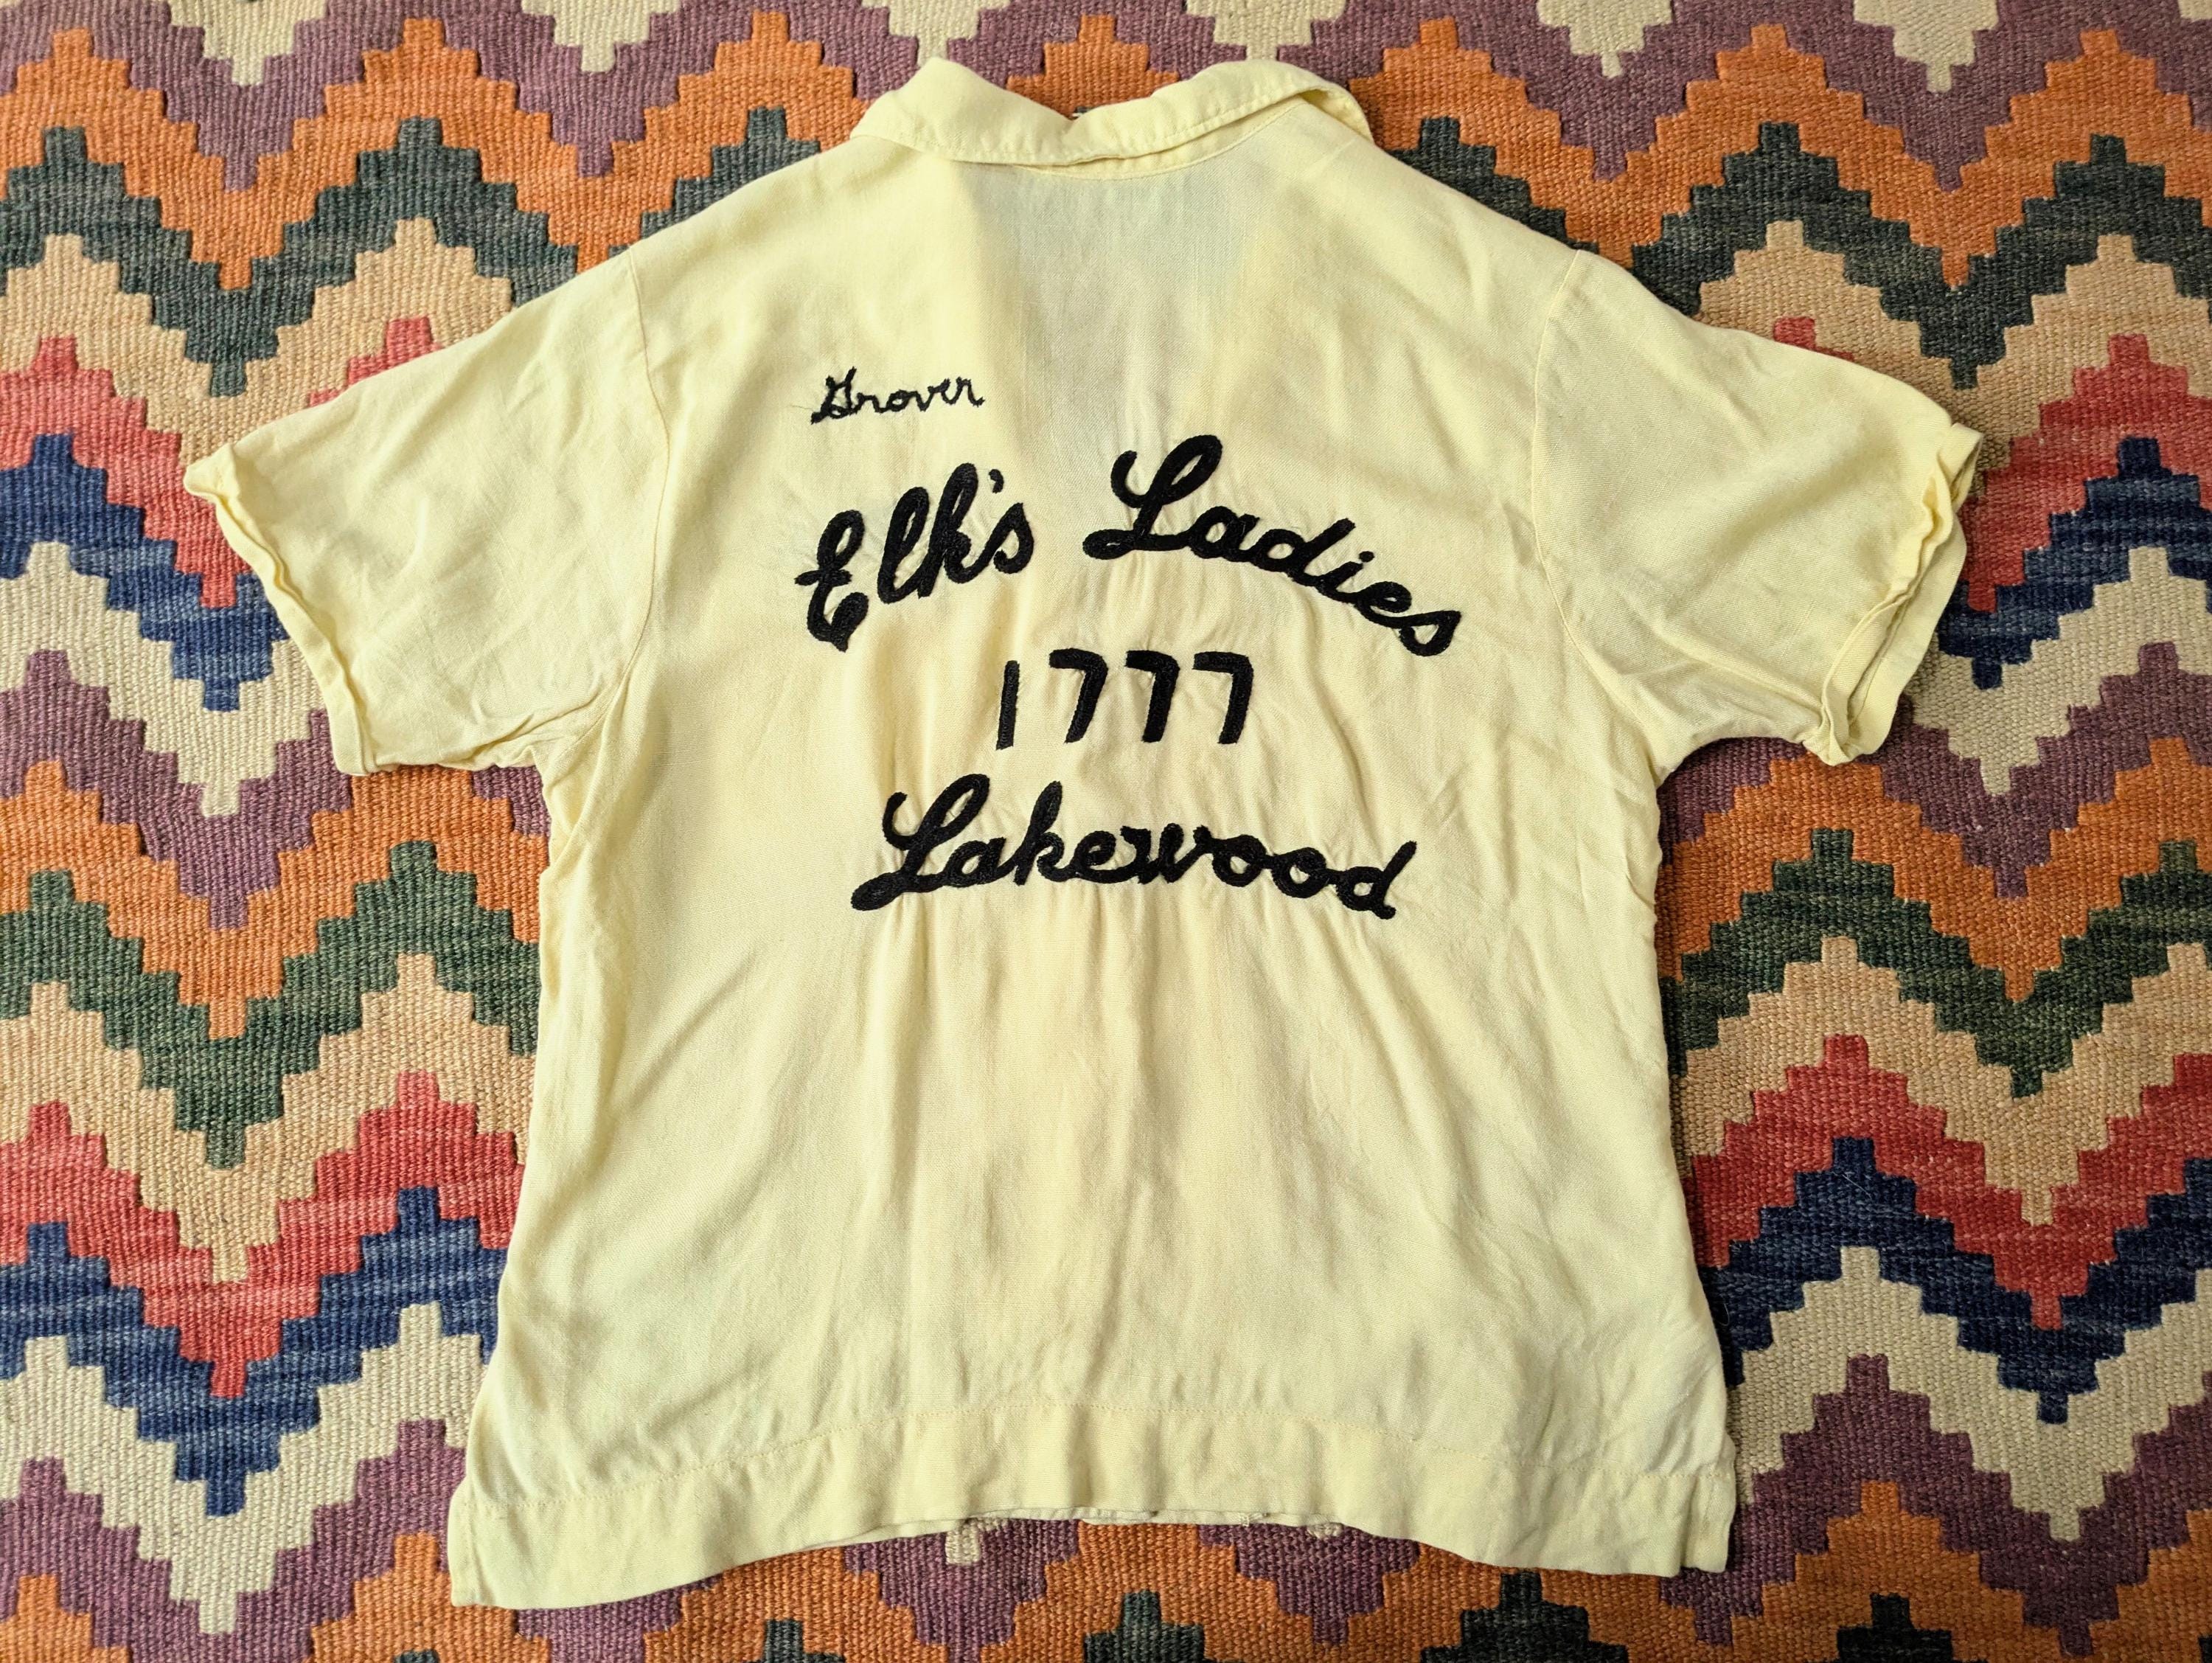 Grover
Elk's Ladies
1777
Lakewood